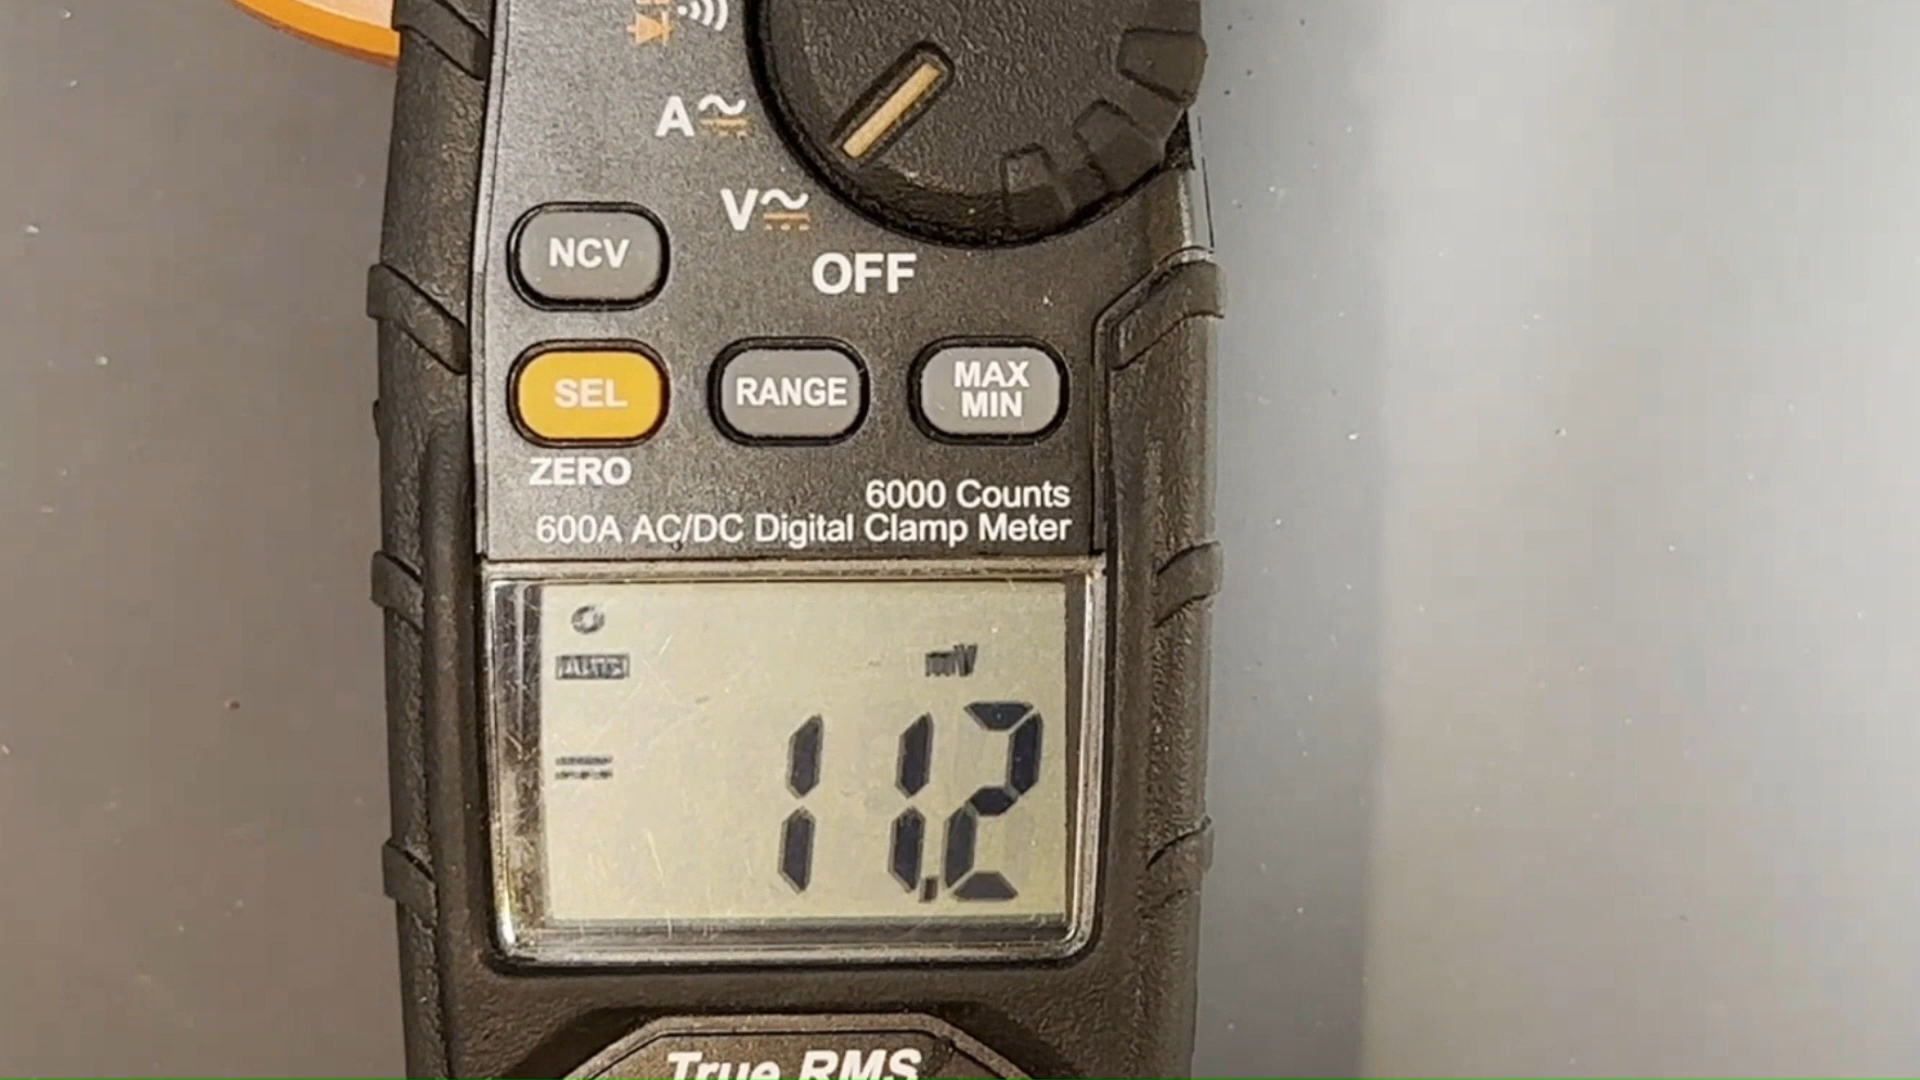 A
V
OFF
NCV
SEL
RANGE
MAX
MIN
ZERO
6000 Counts
600A AC/DC Digital Clamp Meter
AUTO
mV
11.2
True RMS